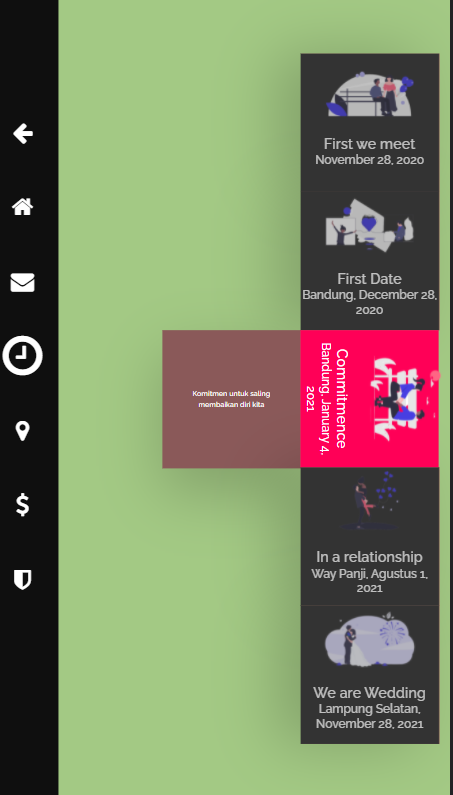 First we meet
November 28, 2020
First Date
Bandung, December 28,
2020
Komitmen untuk saling
membaikan diri kita
Commitmence
Bandung, January 4,
2021
In a relationship
Way Panji, Agustus 1,
2021
We are Wedding
Lampung Selatan,
November 28, 2021